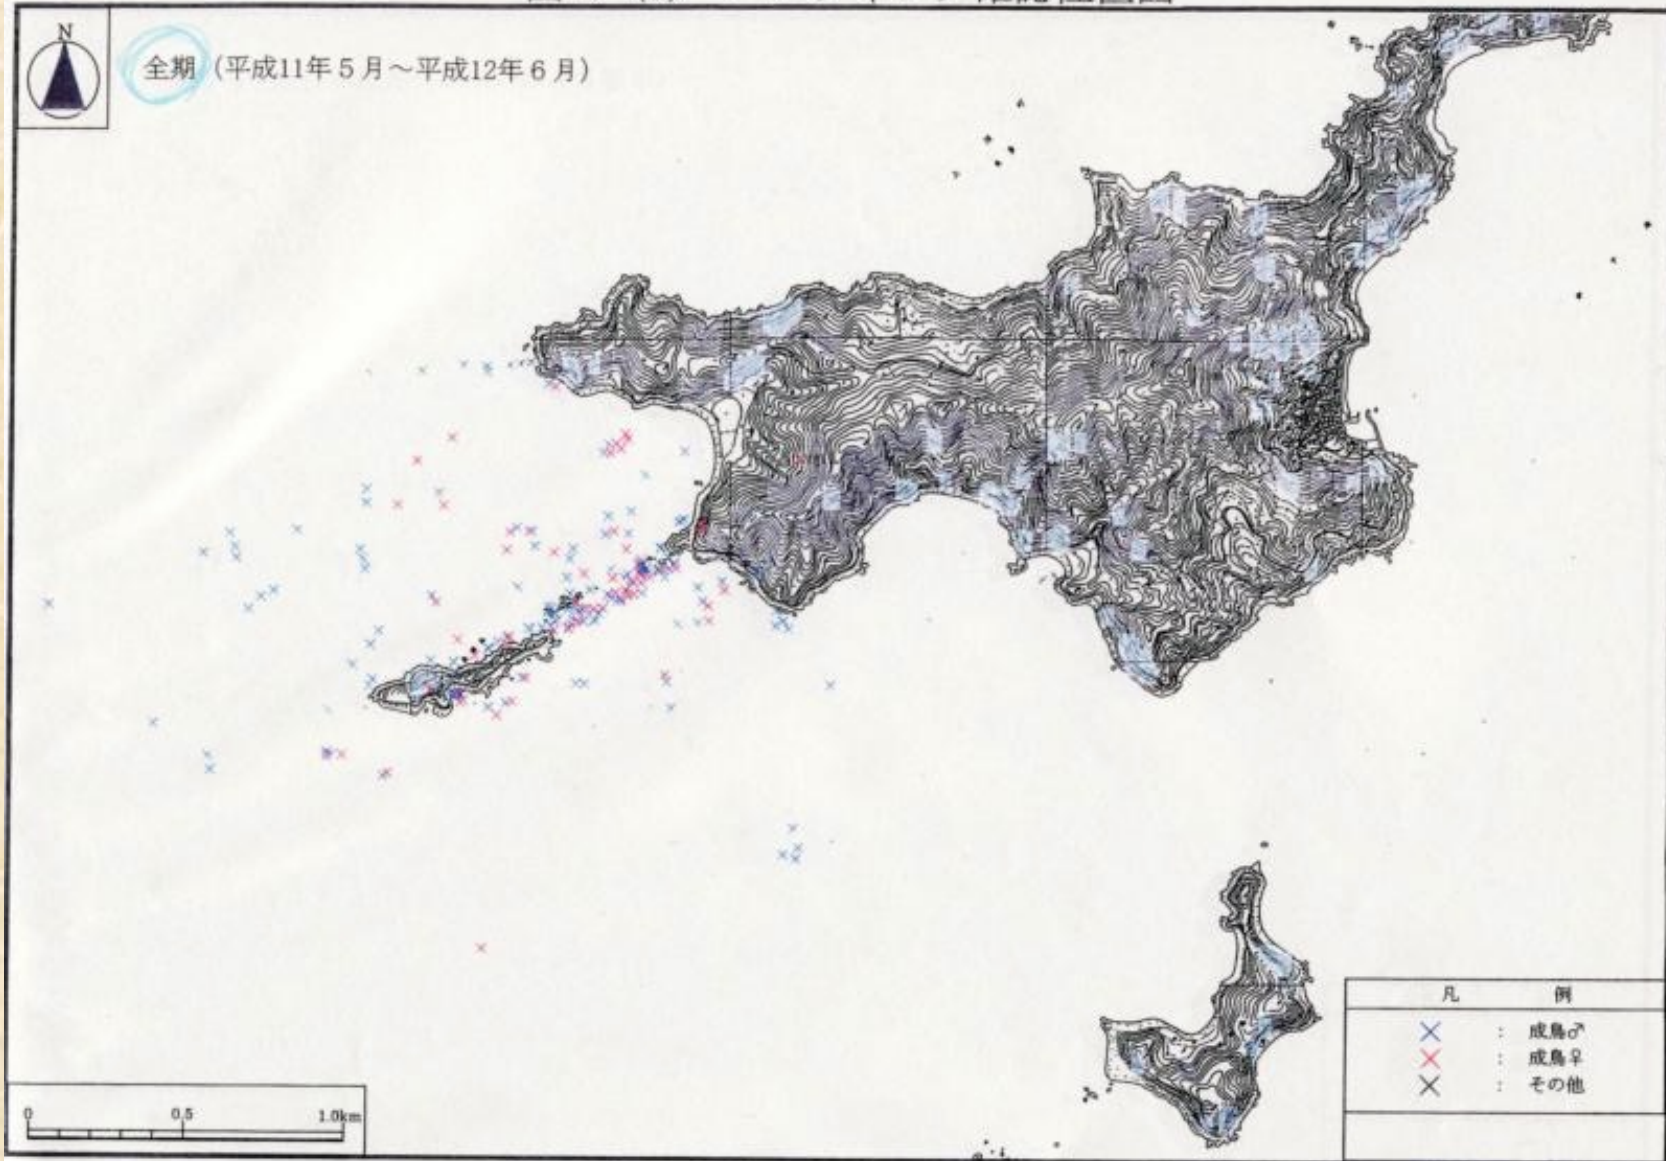 N
全期 (平成11年5月～平成12年6月)
凡 例
× : 成鳥♂
× : 成鳥♀
× : その他
0 0.5 1.0km